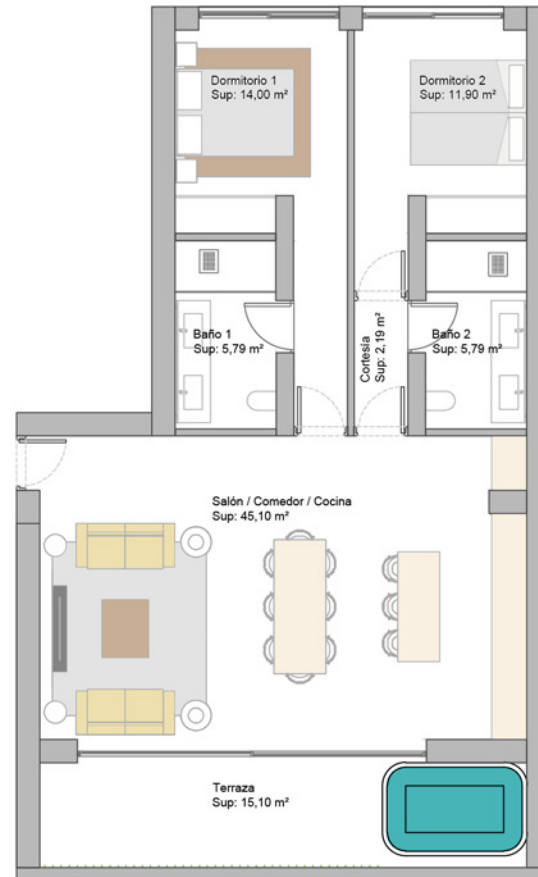 Dormitorio 1
Sup: 14,00 m²
Dormitorio 2
Sup: 11,90 m²
Baño 1
Sup: 5,79 m²
Cortesía
Sup: 2,19 m²
Baño 2
Sup: 5,79 m²
Salón / Comedor / Cocina
Sup: 45,10 m²
Terraza
Sup: 15,10 m²